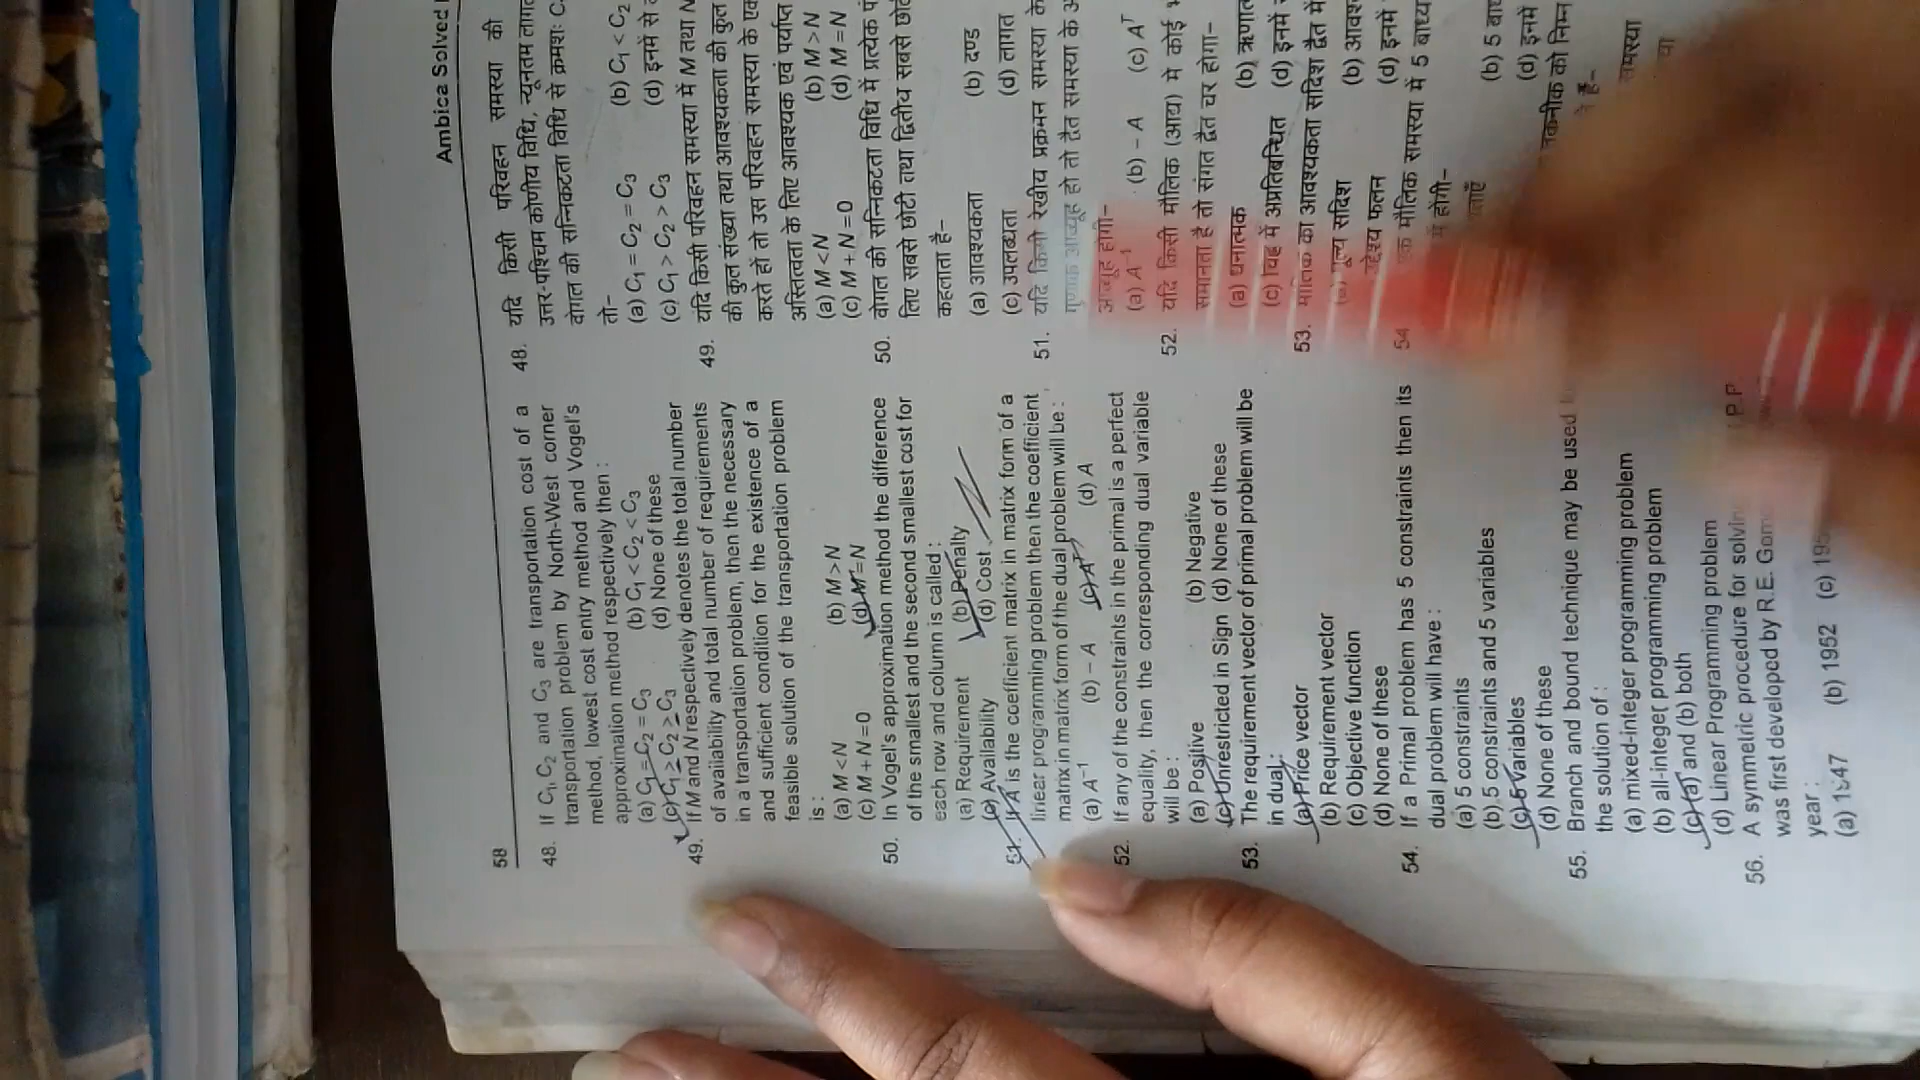 58
Ambica Solved
48. If C₁, C₂ and C₃ are transportation cost of a
transportation problem by North-West corner
method, lowest cost entry method and Vogel's
approximation method respectively then :
(a) C₁ = C₂ = C₃ (b) C₁ < C₂ < C₃
(c) C₁ ≥ C₂ ≥ C₃ (d) None of these
49. If M and N respectively denotes the total number
of availability and total number of requirements
in a transportation problem, then the necessary
and sufficient condition for the existence of a
feasible solution of the transportation problem
is :
(a) M < N (b) M > N
(c) M + N = 0 (d) M = N
50. In Vogel's approximation method the difference
of the smallest and the second smallest cost for
each row and column is called :
(a) Requirement (b) Penalty
(c) Availability (d) Cost
51. If A is the coefficient matrix in matrix form of a
linear programming problem then the coefficient
matrix in matrix form of the dual problem will be :
(a) A⁻¹ (b) – A (c) Aᵀ (d) A
52. If any of the constraints in the primal is a perfect
equality, then the corresponding dual variable
will be :
(a) Positive (b) Negative
(c) Unrestricted in Sign (d) None of these
53. The requirement vector of primal problem will be
in dual :
(a) Price vector
(b) Requirement vector
(c) Objective function
(d) None of these
54. If a Primal problem has 5 constraints then its
dual problem will have :
(a) 5 constraints
(b) 5 constraints and 5 variables
(c) 5 Variables
(d) None of these
55. Branch and bound technique may be used
the solution of :
(a) mixed-integer programming problem
(b) all-integer programming problem
(c) (a) and (b) both
(d) Linear Programming problem
56. A symmetric procedure for solving P.P.
was first developed by R.E. Gomo
year :
(a) 1947 (b) 1952 (c) 195
48. यदि किसी परिवहन समस्या की
उत्तर-पश्चिम कोणीय विधि, न्यूनतम लागत
वोगल की सन्निकटता विधि से क्रमशः C
तो–
(a) C₁ = C₂ = C₃ (b) C₁ < C₂
(c) C₁ > C₂ > C₃ (d) इनमें से
49. यदि किसी परिवहन समस्या में M तथा N
की कुल संख्या तथा आवश्यकता की कुल
करते हों तो उस परिवहन समस्या के एक
अस्तित्वता के लिए आवश्यक एवं पर्याप्त
(a) M < N (b) M > N
(c) M + N = 0 (d) M = N
50. वोगल की सन्निकटता विधि में प्रत्येक
लिए सबसे छोटी तथा द्वितीय सबसे छोटी
कहलाता है–
(a) आवश्यकता (b) दण्ड
(c) उपलब्धता (d) लागत
51. यदि किसी रेखीय प्रक्रमन समस्या के
गुणांक आव्यूह हो तो द्वैत समस्या के
आव्यूह होगी–
(a) A⁻¹ (b) – A (c) Aᵀ
52. यदि किसी मौलिक (आद्य) में कोई
समानता है तो संगत द्वैत चर होगा–
(a) धनात्मक (b) ऋणात
(c) चिह्न में अप्रतिबन्धित (d) इनमें
53. मौलिक का आवश्यकता सदिश द्वैत में
मूल्य सदिश (b) आवश
उद्देश्य फलन (d) इनमें
54 मौलिक समस्या में 5 बाध्य
में होंगी–
(b) 5 बाध
(d) इनमें
तकनीक को निम्न
समस्या